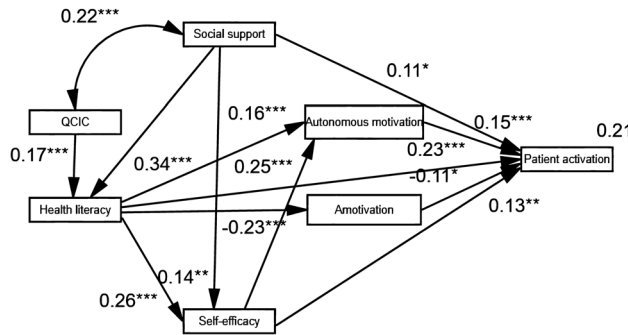 0.22***
Social support
0.11*
QCIC
0.16***
Autonomous motivation
0.15***
0.21
0.17***
0.34***
0.25***
0.23***
Patient activation
-0.11*
Health literacy
Amotivation
0.13**
-0.23***
0.14**
0.26***
Self-efficacy